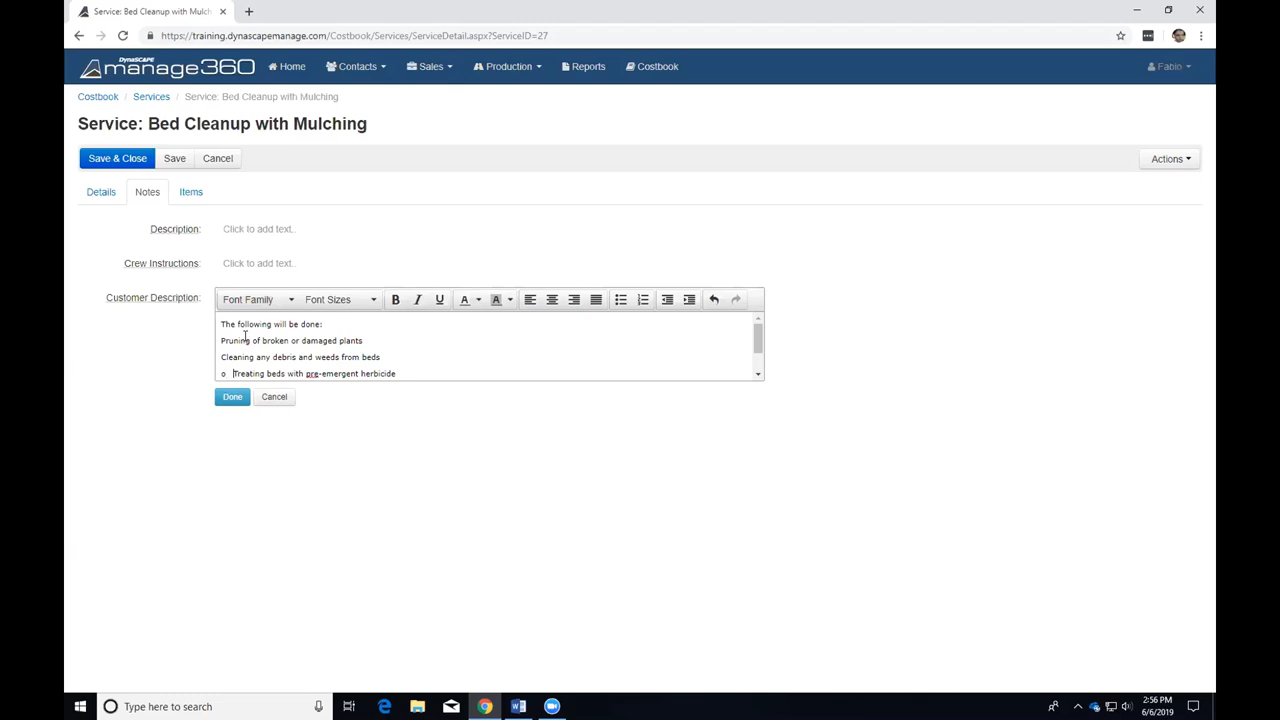 Service: Bed Cleanup with Mulch
https://training.dynascapemanage.com/Costbook/Services/ServiceDetail.aspx?ServiceID=27
DynaSCAPE
manage360
Home
Contacts
Sales
Production
Reports
Costbook
Fabio
Costbook / Services / Service: Bed Cleanup with Mulching
Service: Bed Cleanup with Mulching
Save & Close
Save
Cancel
Actions
Details
Notes
Items
Description: Click to add text..
Crew Instructions: Click to add text..
Customer Description:
Font Family
Font Sizes
B I U A A
The following will be done:
Pruning of broken or damaged plants
Cleaning any debris and weeds from beds
o Treating beds with pre-emergent herbicide
Done
Cancel
Type here to search
2:56 PM
6/6/2019